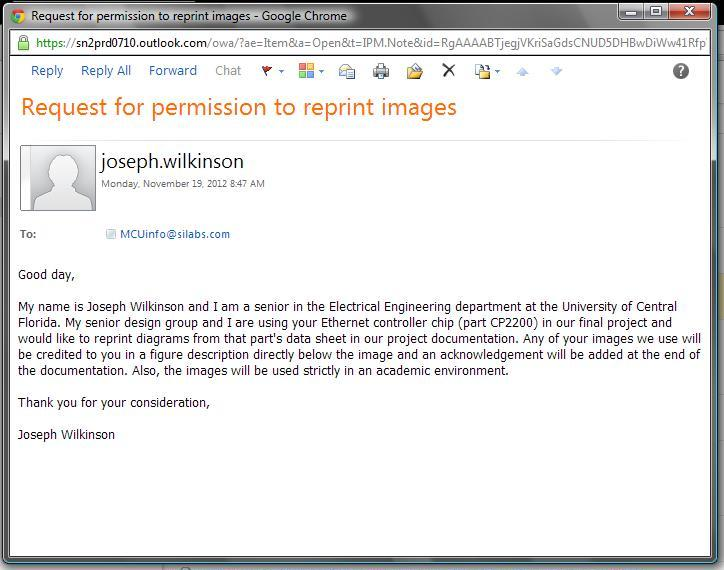 Request for permission to reprint images - Google Chrome
https://sn2prd0710.outlook.com/owa/?ae=Item&a=Open&t=IPM.Note&id=RgAAAABTjegjVKriSaGdsCNUD5DHBwDiWw41Rfp
Reply Reply All Forward Chat
Request for permission to reprint images
joseph.wilkinson
Monday, November 19, 2012 8:47 AM
To: MCUinfo@silabs.com
Good day,
My name is Joseph Wilkinson and I am a senior in the Electrical Engineering department at the University of Central
Florida. My senior design group and I are using your Ethernet controller chip (part CP2200) in our final project and
would like to reprint diagrams from that part's data sheet in our project documentation. Any of your images we use will
be credited to you in a figure description directly below the image and an acknowledgement will be added at the end of
the documentation. Also, the images will be used strictly in an academic environment.
Thank you for your consideration,
Joseph Wilkinson